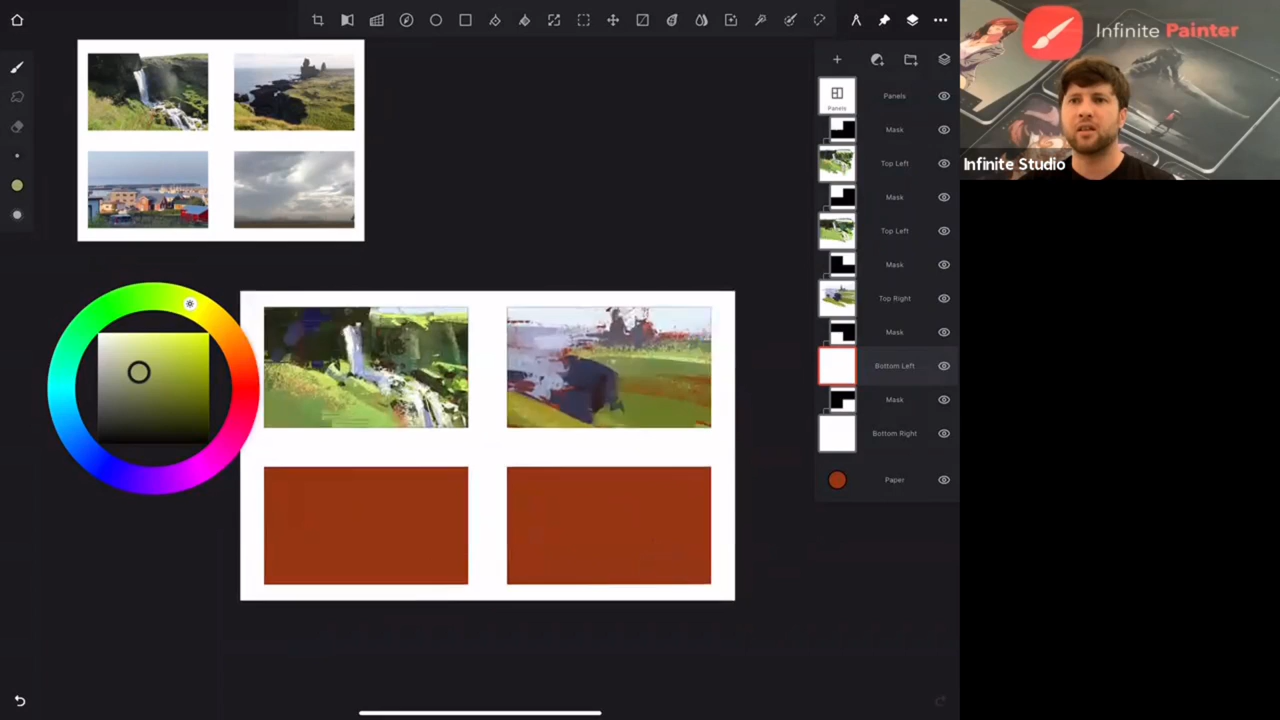 Infinite Painter
Infinite Studio
Panels
Panels
Mask
Top Left
Mask
Top Left
Mask
Top Right
Mask
Bottom Left
Mask
Bottom Right
Paper